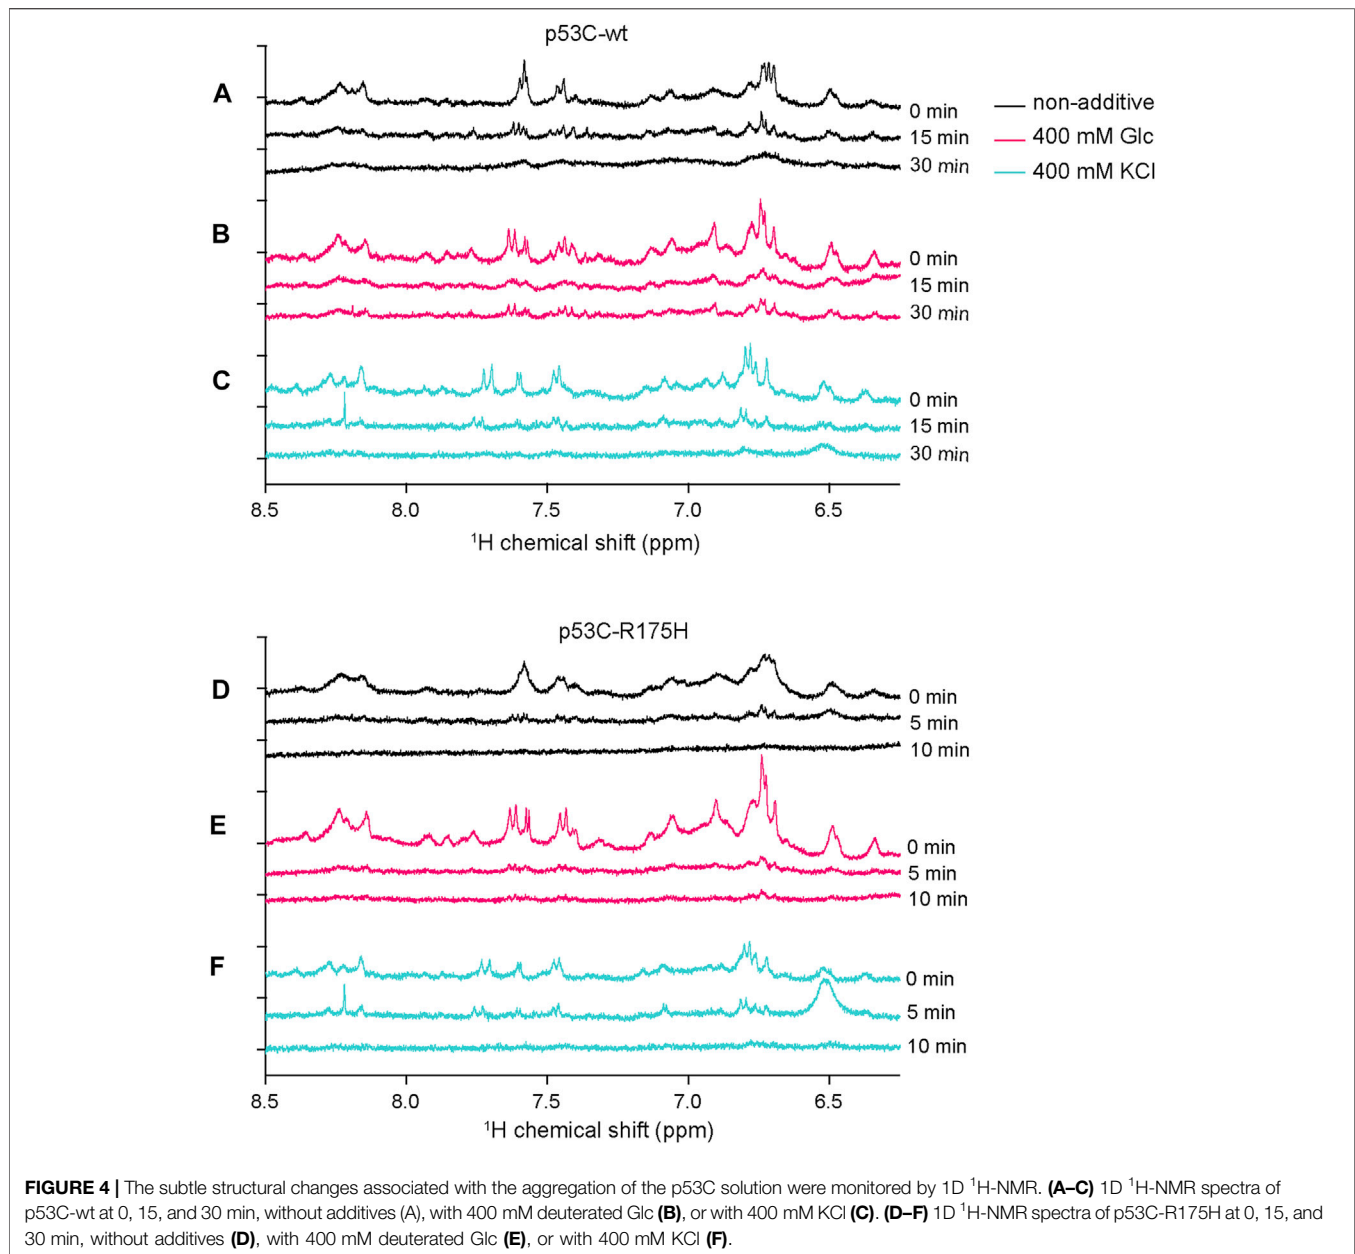 p53C-wt
A
0 min
15 min
30 min
non-additive
400 mM Glc
400 mM KCl
B
0 min
15 min
30 min
C
0 min
15 min
30 min
8.5 8.0 7.5 7.0 6.5
¹H chemical shift (ppm)
p53C-R175H
D
0 min
5 min
10 min
E
0 min
5 min
10 min
F
0 min
5 min
10 min
8.5 8.0 7.5 7.0 6.5
¹H chemical shift (ppm)
FIGURE 4 | The subtle structural changes associated with the aggregation of the p53C solution were monitored by 1D ¹H-NMR. (A–C) 1D ¹H-NMR spectra of
p53C-wt at 0, 15, and 30 min, without additives (A), with 400 mM deuterated Glc (B), or with 400 mM KCl (C). (D–F) 1D ¹H-NMR spectra of p53C-R175H at 0, 15, and
30 min, without additives (D), with 400 mM deuterated Glc (E), or with 400 mM KCl (F).